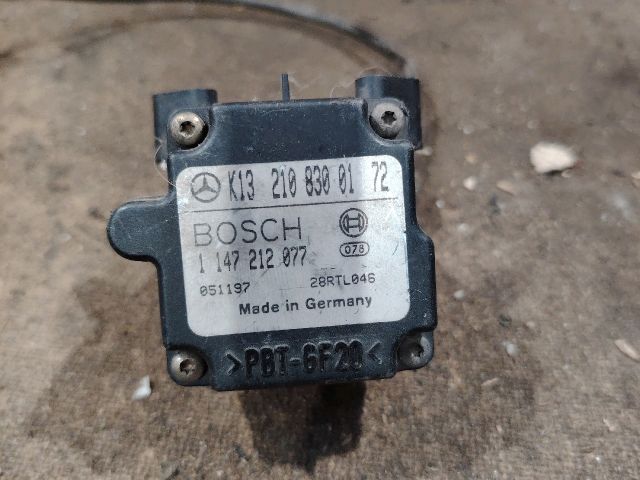 K13 210 830 01 72
BOSCH
078
1 147 212 077
051197 28RTL046
Made in Germany
>PBT-GF20<